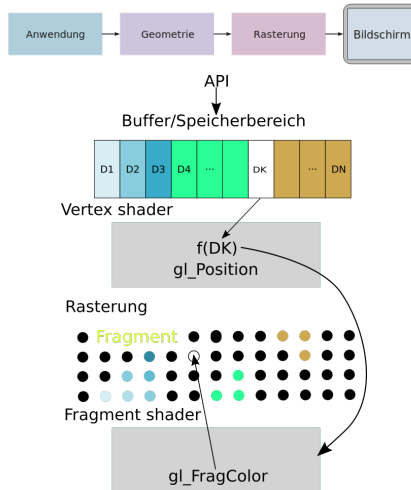 Anwendung Geometrie Rasterung Bildschirm
API
Buffer/Speicherbereich
D1 D2 D3 D4 ... DK ... DN
Vertex shader
f(DK)
gl_Position
Rasterung
Fragment
Fragment shader
gl_FragColor